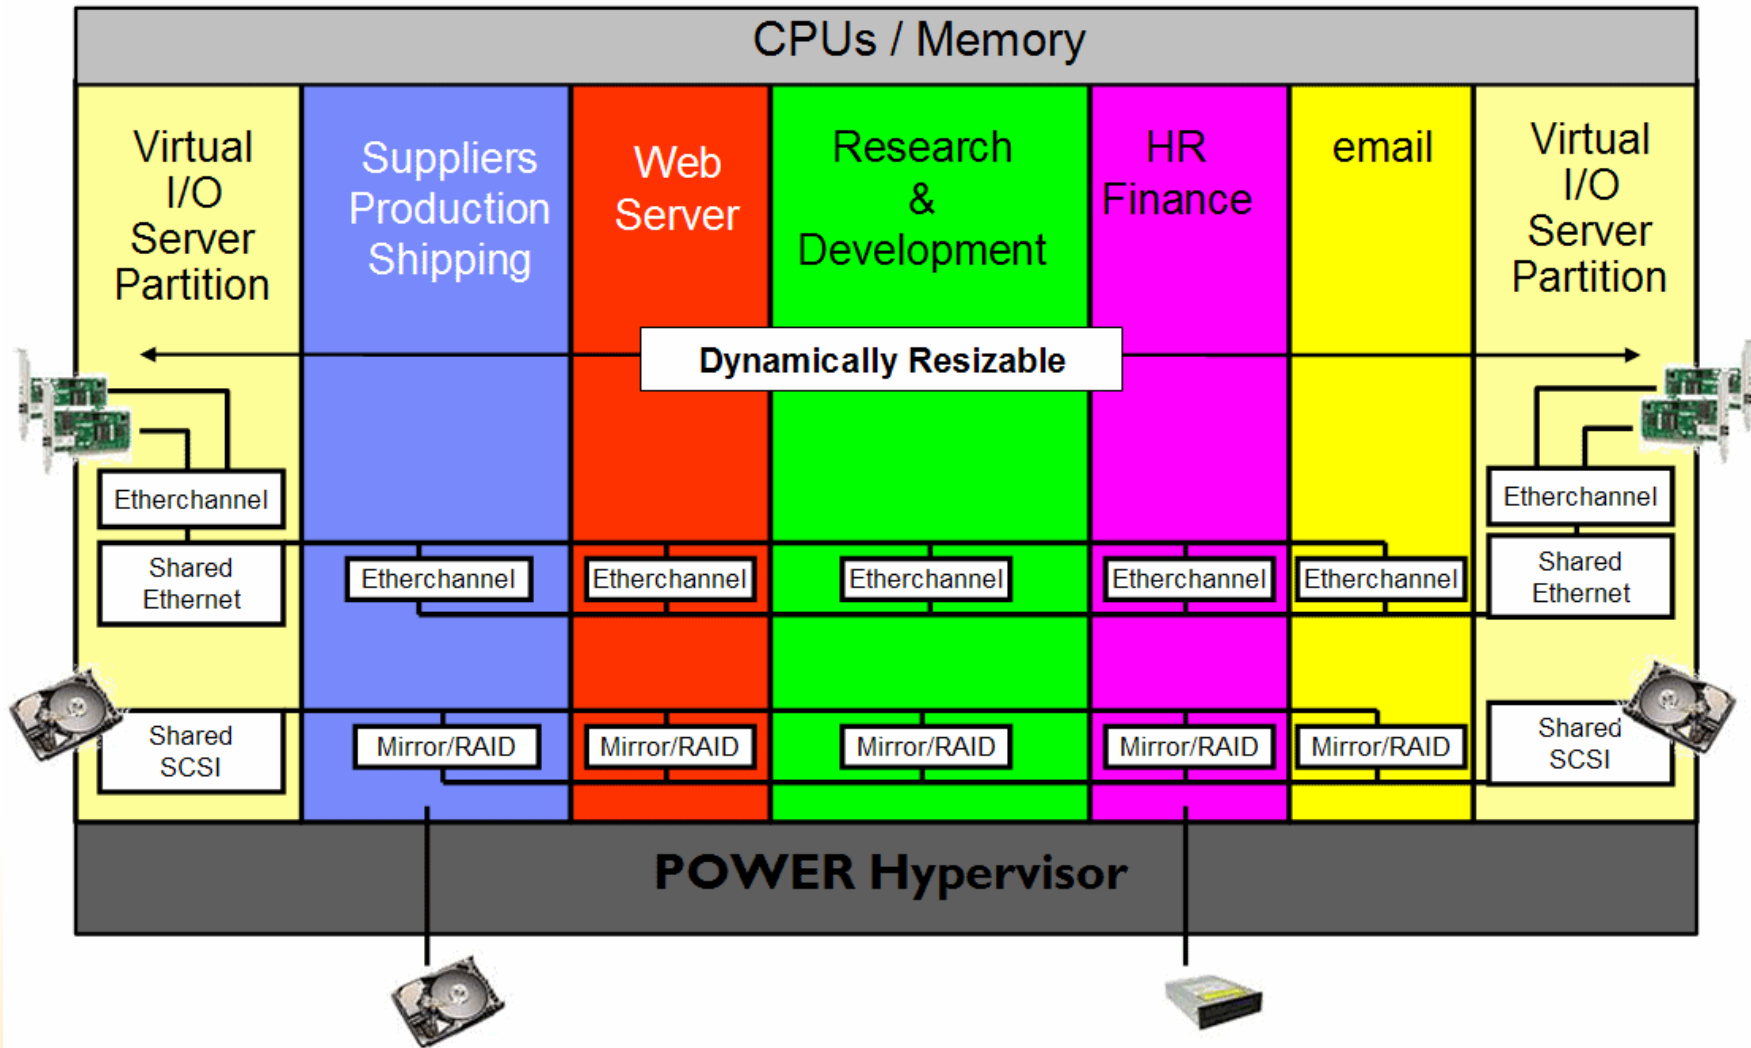 CPUs / Memory
Virtual
I/O
Server
Partition
Suppliers
Production
Shipping
Web
Server
Research
&
Development
HR
Finance
email
Virtual
I/O
Server
Partition
Dynamically Resizable
Etherchannel
Etherchannel
Shared
Ethernet
Etherchannel
Etherchannel
Etherchannel
Etherchannel
Etherchannel
Shared
Ethernet
Shared
SCSI
Mirror/RAID
Mirror/RAID
Mirror/RAID
Mirror/RAID
Mirror/RAID
Shared
SCSI
POWER Hypervisor